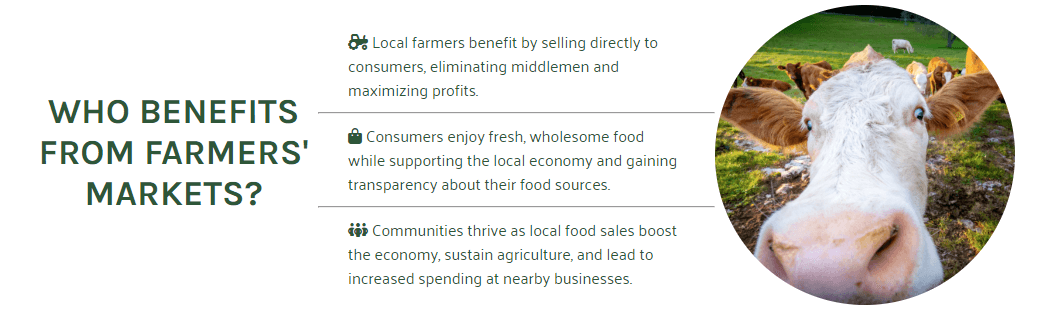 WHO BENEFITS
FROM FARMERS'
MARKETS?
Local farmers benefit by selling directly to
consumers, eliminating middlemen and
maximizing profits.
Consumers enjoy fresh, wholesome food
while supporting the local economy and gaining
transparency about their food sources.
Communities thrive as local food sales boost
the economy, sustain agriculture, and lead to
increased spending at nearby businesses.